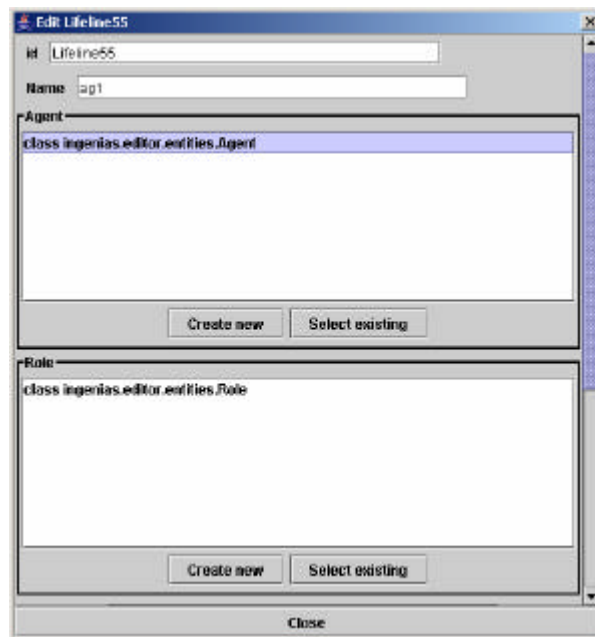 Edit Lifeline55
id Lifeline55
Name ag1
Agent
class ingenias.editor.entities.Agent
Create new Select existing
Role
class ingenias.editor.entities.Role
Create new Select existing
Close